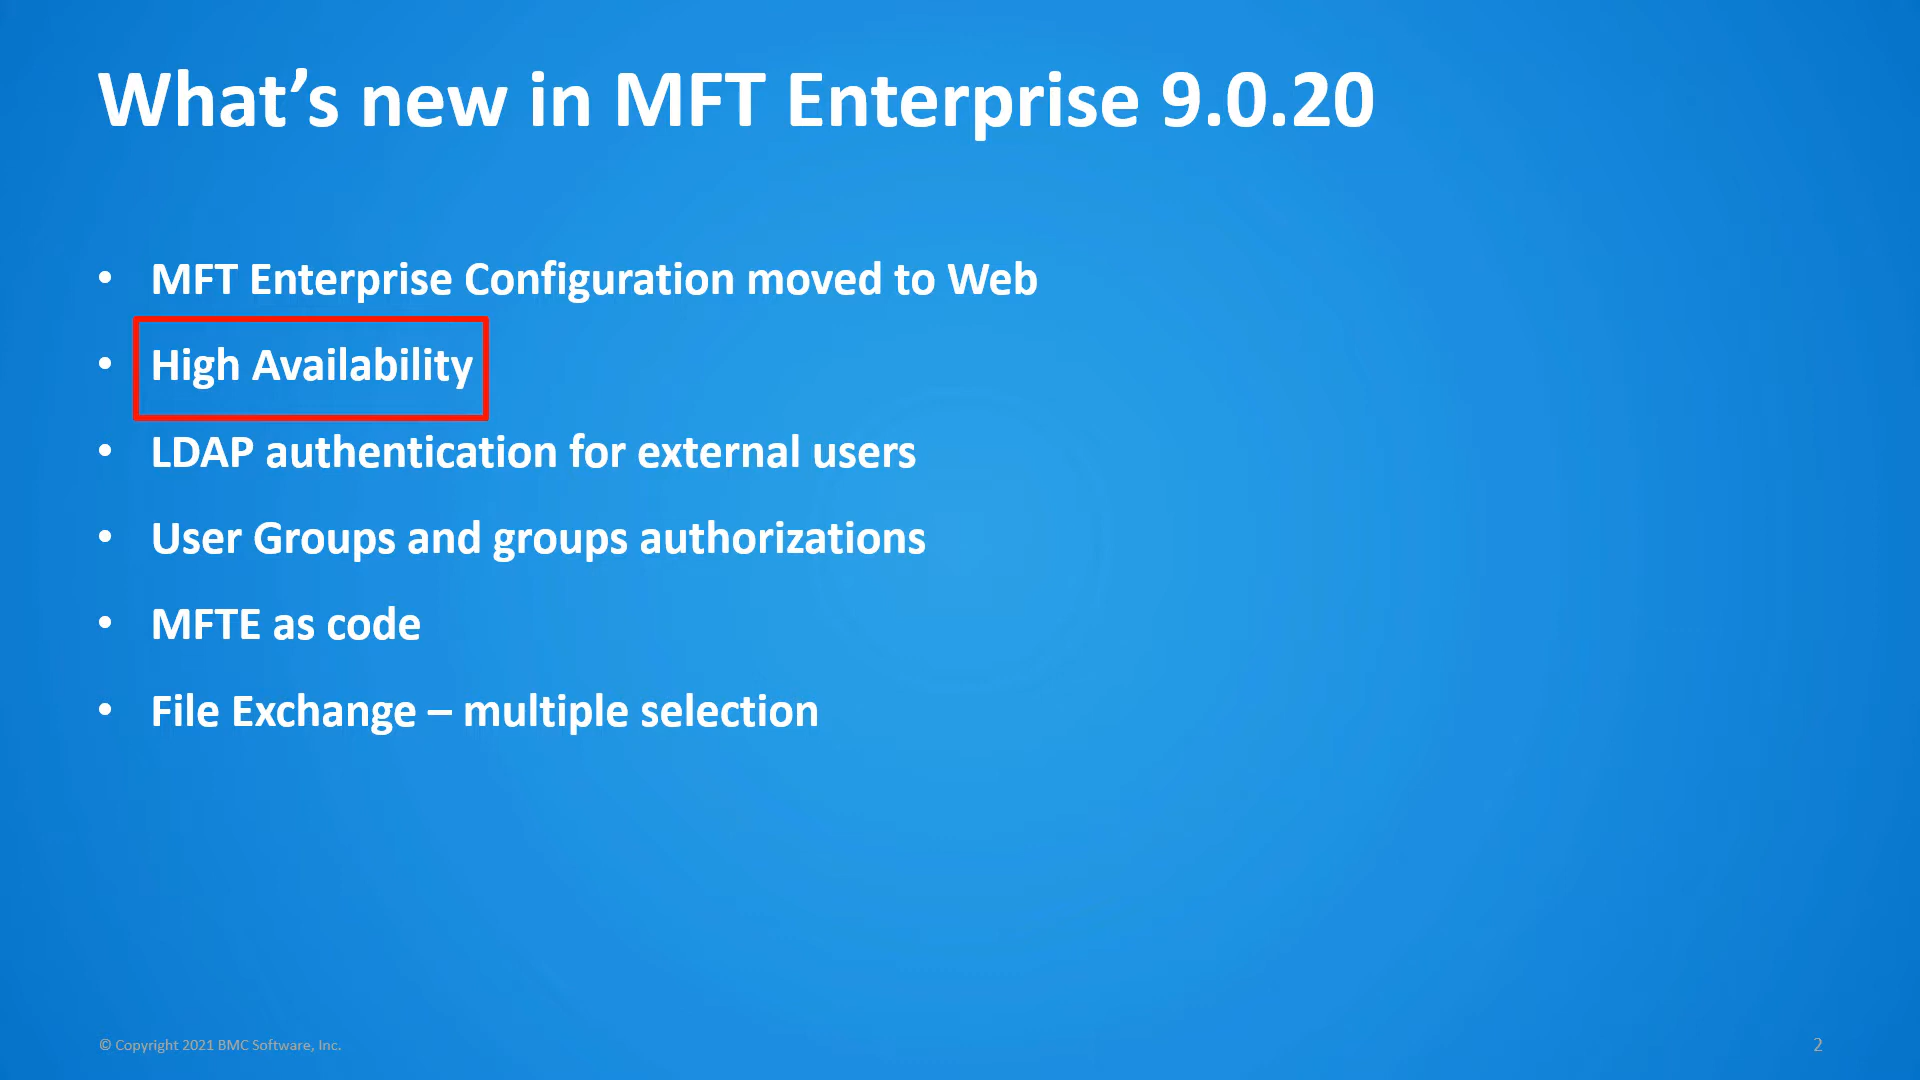 What’s new in MFT Enterprise 9.0.20
• MFT Enterprise Configuration moved to Web
• High Availability
• LDAP authentication for external users
• User Groups and groups authorizations
• MFTE as code
• File Exchange – multiple selection
© Copyright 2021 BMC Software, Inc.
2